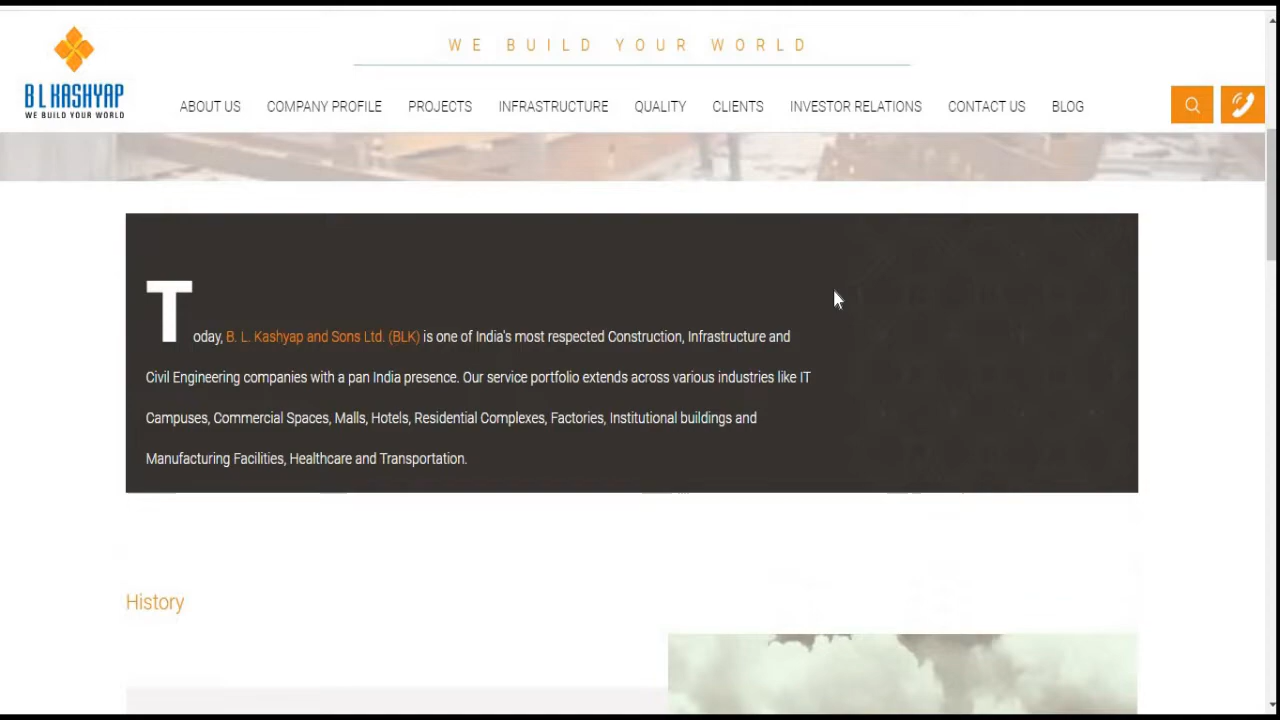 WE BUILD YOUR WORLD
B L KASHYAP
WE BUILD YOUR WORLD
ABOUT US COMPANY PROFILE PROJECTS INFRASTRUCTURE QUALITY CLIENTS INVESTOR RELATIONS CONTACT US BLOG
Today, B. L. Kashyap and Sons Ltd. (BLK) is one of India's most respected Construction, Infrastructure and
Civil Engineering companies with a pan India presence. Our service portfolio extends across various industries like IT
Campuses, Commercial Spaces, Malls, Hotels, Residential Complexes, Factories, Institutional buildings and
Manufacturing Facilities, Healthcare and Transportation.
History